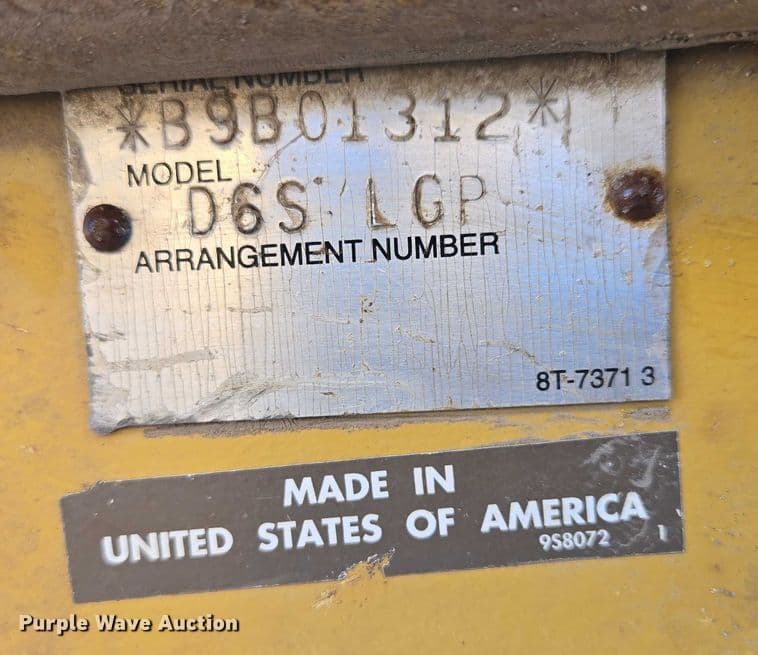 SERIAL NUMBER
*B9B01312*
MODEL
D6S LGP
ARRANGEMENT NUMBER
8T-7371 3
MADE IN
UNITED STATES OF AMERICA
9S8072 1
Purple Wave Auction